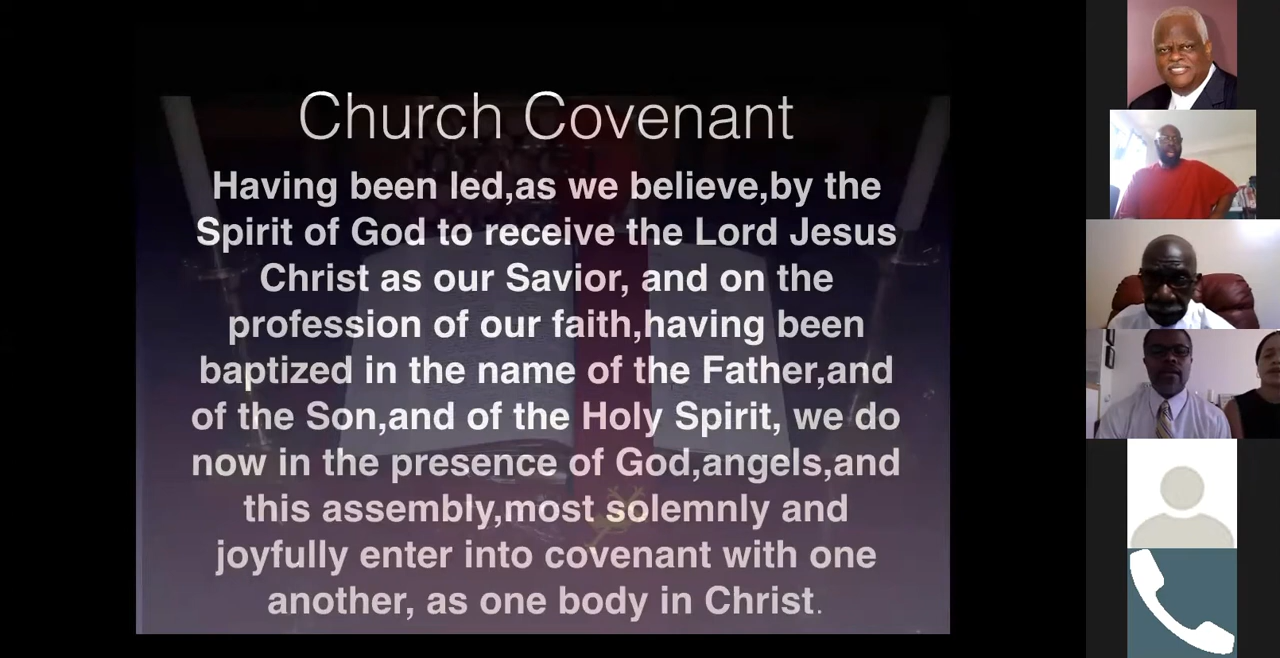 Church Covenant
Having been led,as we believe,by the
Spirit of God to receive the Lord Jesus
Christ as our Savior, and on the
profession of our faith,having been
baptized in the name of the Father,and
of the Son,and of the Holy Spirit, we do
now in the presence of God,angels,and
this assembly,most solemnly and
joyfully enter into covenant with one
another, as one body in Christ.